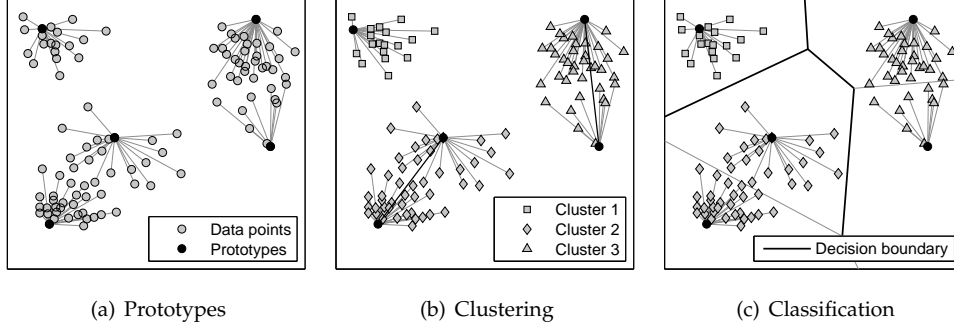 Data points
Prototypes
Cluster 1
Cluster 2
Cluster 3
Decision boundary
(a) Prototypes
(b) Clustering
(c) Classification